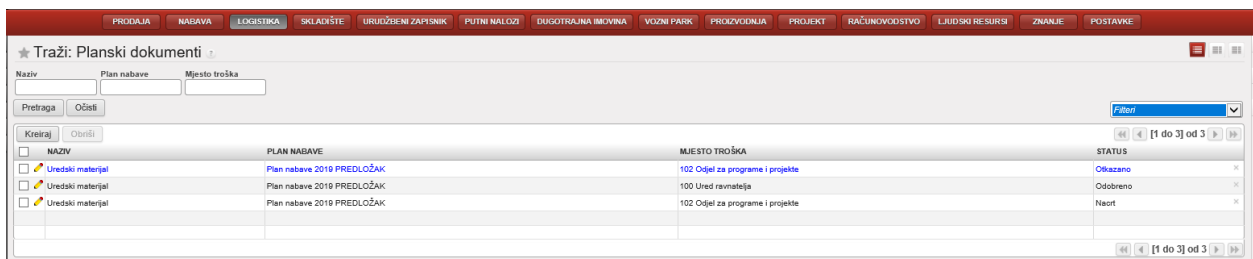 PRODAJA NABAVA LOGISTIKA SKLADIŠTE URUDŽBENI ZAPISNIK PUTNI NALOZI DUGOTRAJNA IMOVINA VOZNI PARK PROIZVODNJA PROJEKT RAČUNOVODSTVO LJUDSKI RESURSI ZNANJE POSTAVKE
Traži: Planski dokumenti ?
Naziv Plan nabave Mjesto troška
Pretraga Očisti Filteri
Kreiraj Obriši [1 do 3] od 3
NAZIV PLAN NABAVE MJESTO TROŠKA STATUS
Uredski materijal Plan nabave 2019 PREDLOŽAK 102 Odjel za programe i projekte Otkazano
Uredski materijal Plan nabave 2019 PREDLOŽAK 100 Ured ravnatelja Odobreno
Uredski materijal Plan nabave 2019 PREDLOŽAK 102 Odjel za programe i projekte Nacrt
[1 do 3] od 3